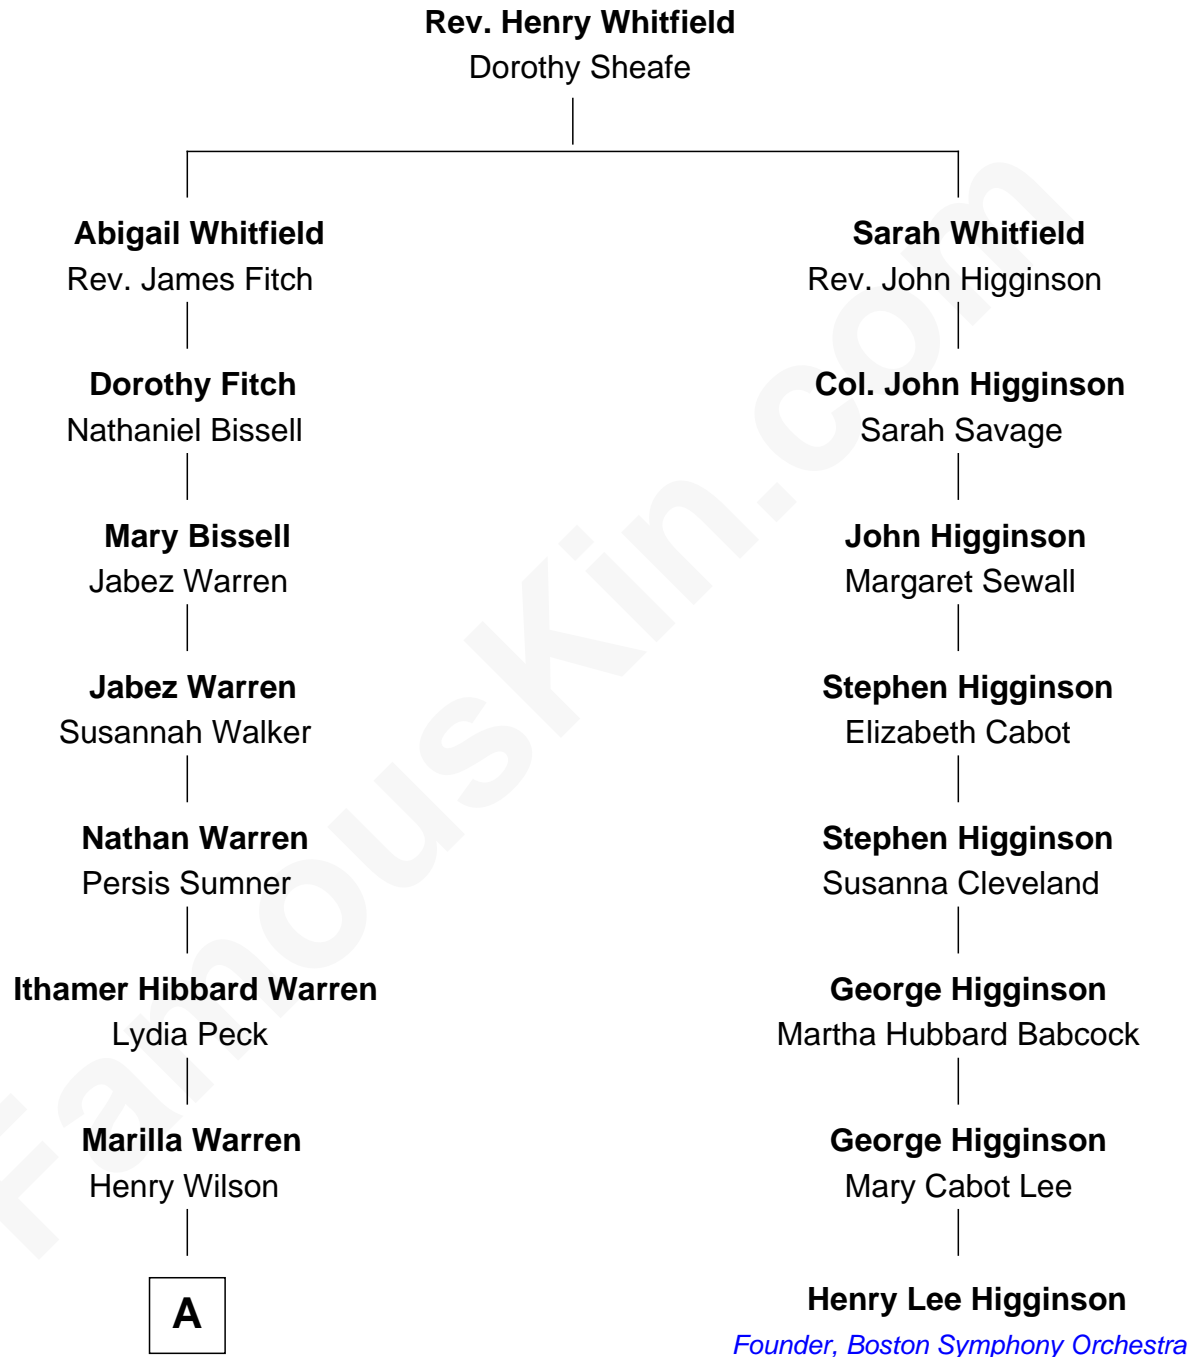 Rev. Henry Whitfield
Dorothy Sheafe
Abigail Whitfield
Rev. James Fitch
Sarah Whitfield
Rev. John Higginson
Dorothy Fitch
Nathaniel Bissell
Col. John Higginson
Sarah Savage
Mary Bissell
Jabez Warren
John Higginson
Margaret Sewall
Jabez Warren
Susannah Walker
Stephen Higginson
Elizabeth Cabot
Nathan Warren
Persis Sumner
Stephen Higginson
Susanna Cleveland
Ithamer Hibbard Warren
Lydia Peck
George Higginson
Martha Hubbard Babcock
Marilla Warren
Henry Wilson
George Higginson
Mary Cabot Lee
A
Henry Lee Higginson
Founder, Boston Symphony Orchestra
FamousKin.com